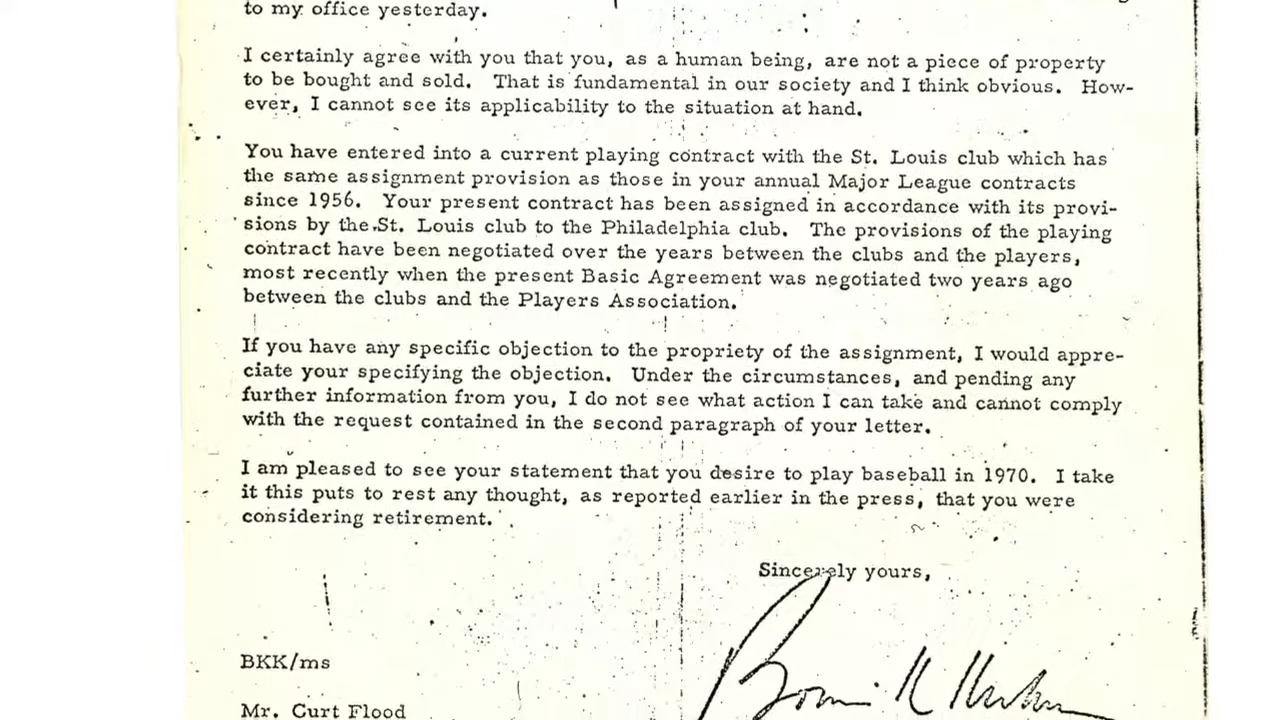 to my office yesterday.
I certainly agree with you that you, as a human being, are not a piece of property
to be bought and sold. That is fundamental in our society and I think obvious. How-
ever, I cannot see its applicability to the situation at hand.
You have entered into a current playing contract with the St. Louis club which has
the same assignment provision as those in your annual Major League contracts
since 1956. Your present contract has been assigned in accordance with its provi-
sions by the St. Louis club to the Philadelphia club. The provisions of the playing
contract have been negotiated over the years between the clubs and the players,
most recently when the present Basic Agreement was negotiated two years ago
between the clubs and the Players Association.
If you have any specific objection to the propriety of the assignment, I would appre-
ciate your specifying the objection. Under the circumstances, and pending any
further information from you, I do not see what action I can take and cannot comply
with the request contained in the second paragraph of your letter.
I am pleased to see your statement that you desire to play baseball in 1970. I take
it this puts to rest any thought, as reported earlier in the press, that you were
considering retirement.
Sincerely yours,
Bowie K Kuhn
BKK/ms
Mr. Curt Flood